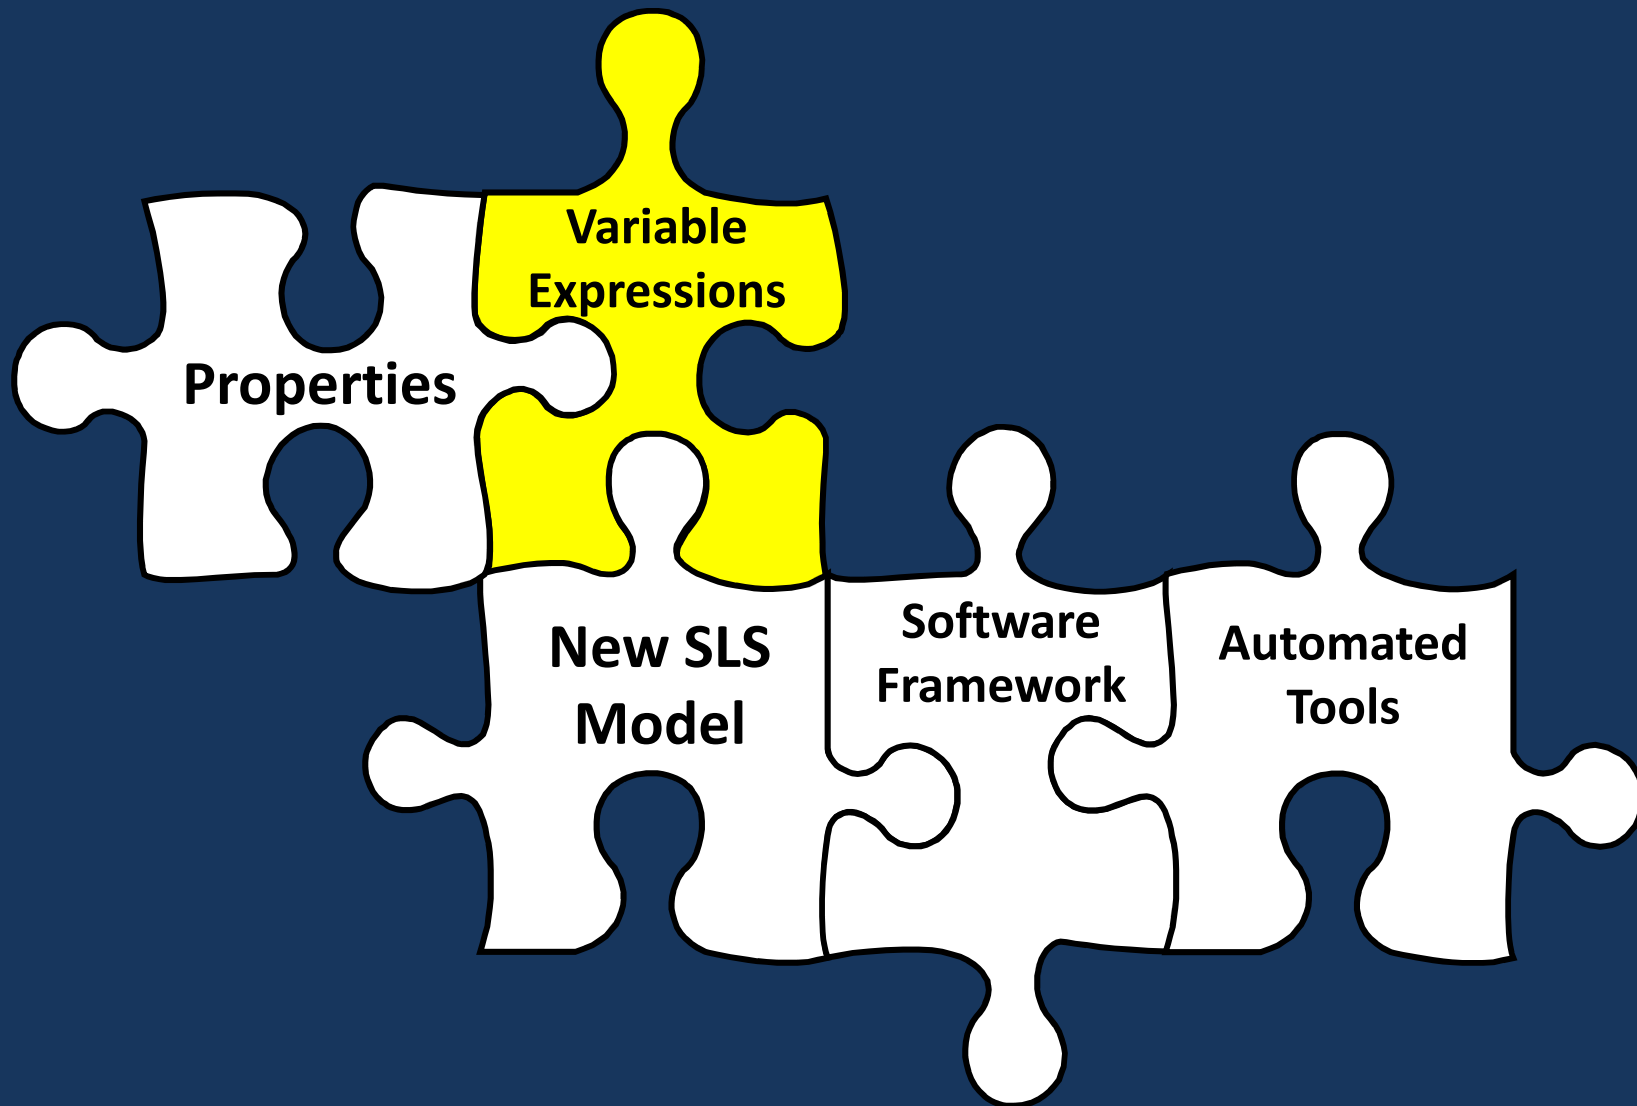 Variable
Expressions
Properties
New SLS
Model
Software
Framework
Automated
Tools